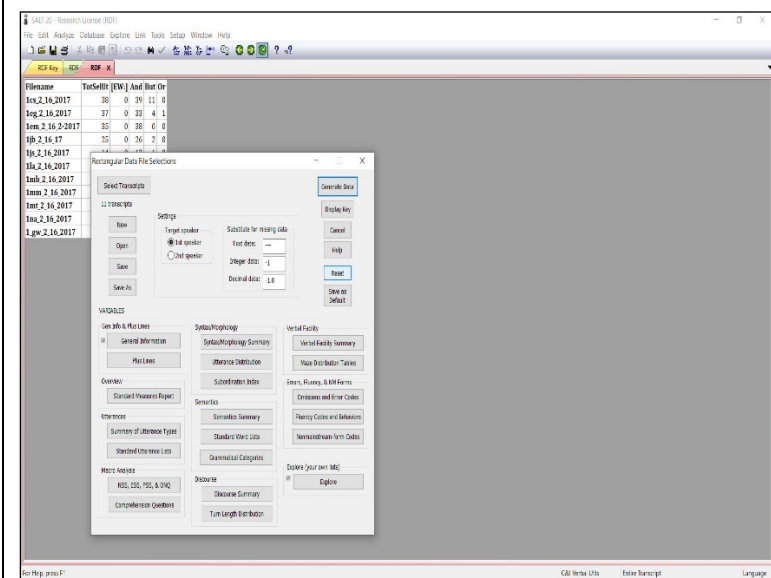 SALT 20 - Research License (RDF)
File Edit Analyze Database Explore Link Tools Setup Window Help
RDF Key RDF RDF X
Filename TotSelUt [EW:] And But Or
1cs_2_16_2017 38 0 39 11 0
1eg_2_16_2017 37 0 33 4 1
1em_2_16_2-2017 35 0 38 0 0
1jb_2_16_17 25 0 26 2 0
1js_2_16_2017
1la_2_16_2017
1mb_2_16_2017
1mm_2_16_2017
1mt_2_16_2017
1na_2_16_2017
1_gw_2_16_2017
Rectangular Data File Selections
Select Transcripts
Generate Data
11 transcripts
Display Key
New
Settings
Target speaker
Substitute for missing data
Cancel
1st speaker
Text data: ---
Open
2nd speaker
Integer data: -1
Help
Save
Decimal data: -1.0
Reset
Save As
Save as Default
VARIABLES
Gen Info & Plus Lines
Syntax/Morphology
Verbal Facility
General Information
Syntax/Morphology Summary
Verbal Facility Summary
Plus Lines
Utterance Distribution
Maze Distribution Tables
Overview
Subordination Index
Errors, Fluency, & NM Forms
Standard Measures Report
Semantics
Omissions and Error Codes
Utterances
Semantics Summary
Fluency Codes and Behaviors
Summary of Utterance Types
Standard Word Lists
Nonmainstream form Codes
Standard Utterance Lists
Grammatical Categories
Macro Analysis
Discourse
Explore (your own lists)
NSS, ESS, PSS, & ONQ
Discourse Summary
Explore
Comprehension Questions
Turn Length Distribution
For Help, press F1
C&I Verbal Utts Entire Transcript Language